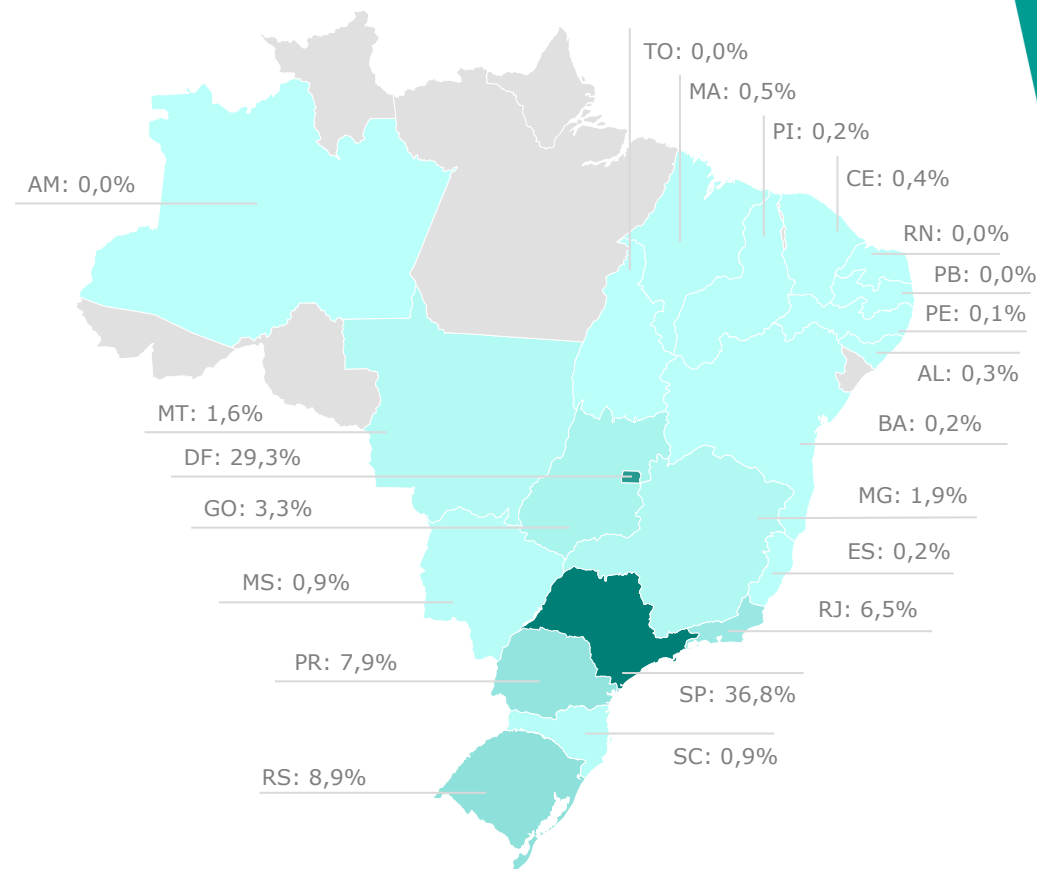 TO: 0,0%
MA: 0,5%
PI: 0,2%
CE: 0,4%
AM: 0,0%
RN: 0,0%
PB: 0,0%
PE: 0,1%
AL: 0,3%
MT: 1,6%
BA: 0,2%
DF: 29,3%
MG: 1,9%
GO: 3,3%
ES: 0,2%
MS: 0,9%
RJ: 6,5%
PR: 7,9%
SP: 36,8%
SC: 0,9%
RS: 8,9%